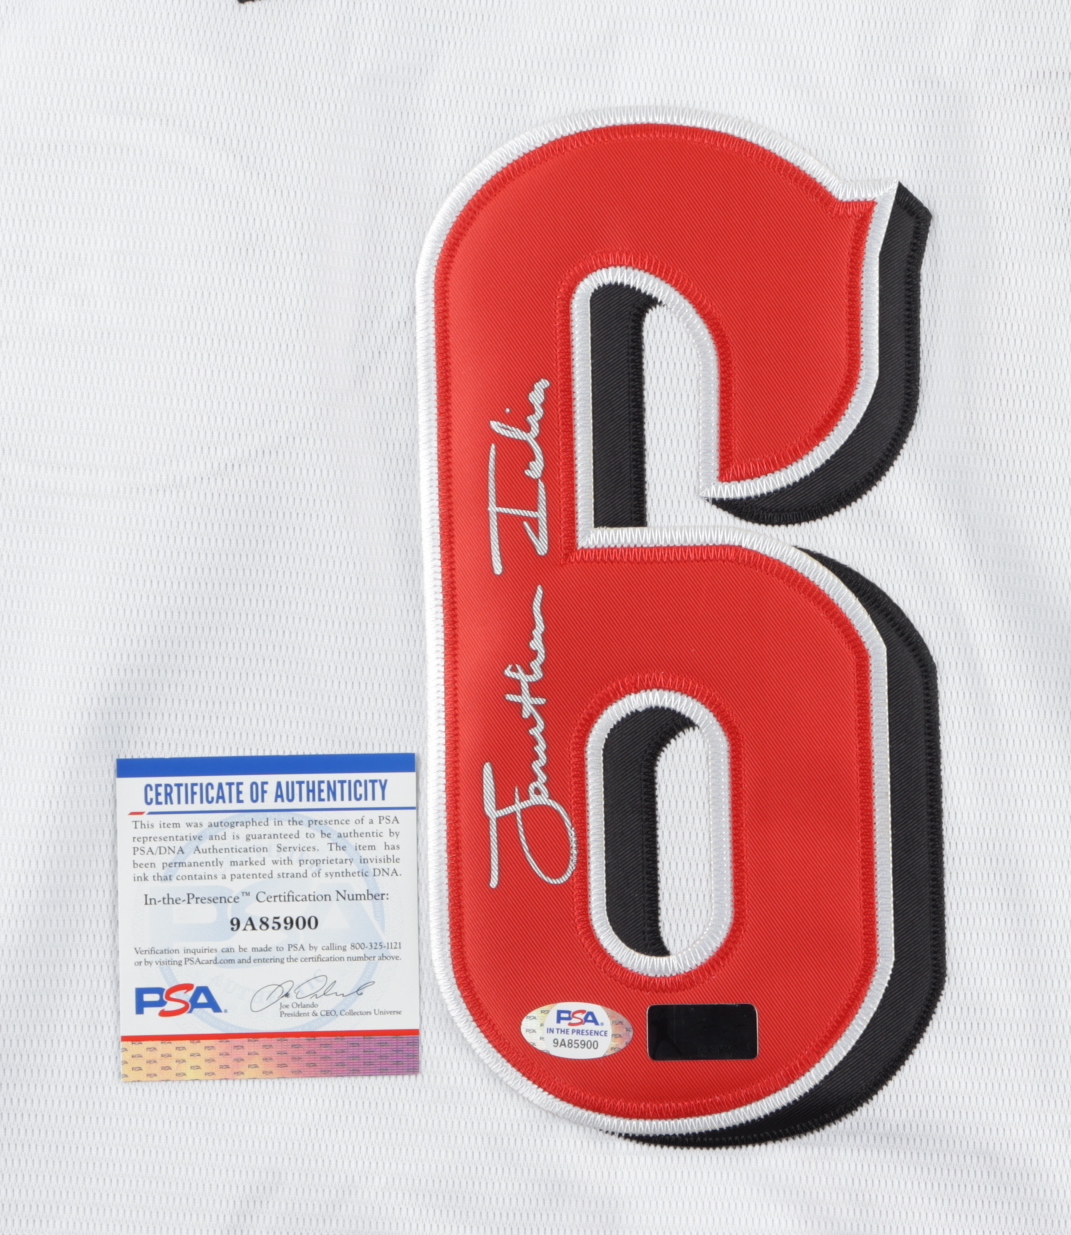 6
Jonathan India
CERTIFICATE OF AUTHENTICITY
This item was autographed in the presence of a PSA
representative and is guaranteed to be authentic by
PSA/DNA Authentication Services. The item has
been permanently marked with proprietary invisible
ink that contains a patented strand of synthetic DNA.
In-the-Presence™ Certification Number:
9A85900
Verification inquiries can be made to PSA by calling 800-325-1121
or by visiting PSAcard.com and entering the certification number above.
PSA.
Joe Orlando
President & CEO, Collectors Universe
PSA.
IN THE PRESENCE
9A85900